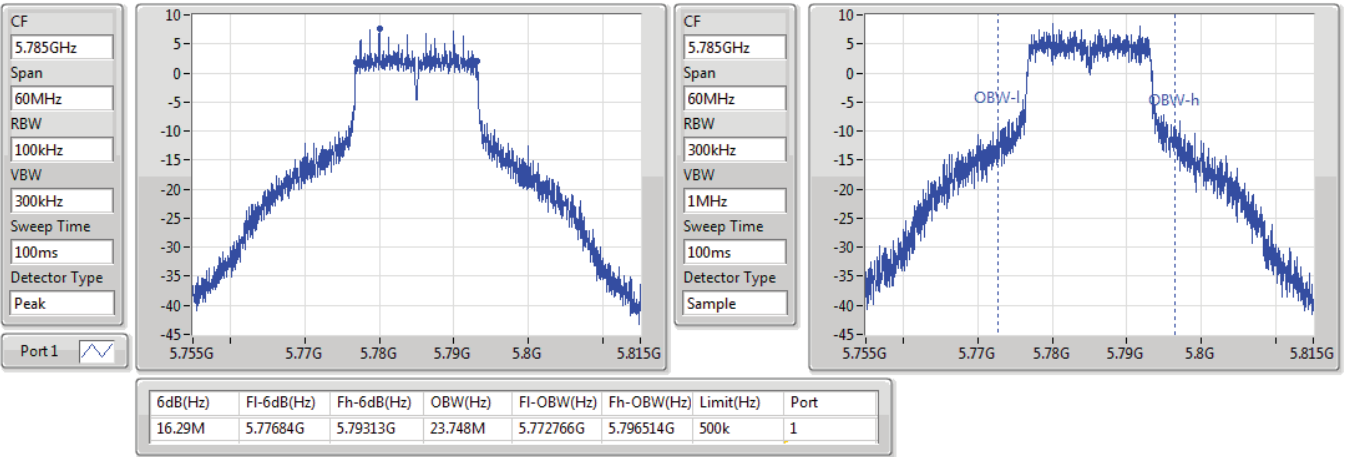 CF
5.785GHz
Span
60MHz
RBW
100kHz
VBW
300kHz
Sweep Time
100ms
Detector Type
Peak
Port 1
10
5
0
-5
-10
-15
-20
-25
-30
-35
-40
-45
5.755G 5.77G 5.78G 5.79G 5.8G 5.815G
CF
5.785GHz
Span
60MHz
RBW
300kHz
VBW
1MHz
Sweep Time
100ms
Detector Type
Sample
10
5
0
-5
-10
-15
-20
-25
-30
-35
-40
-45
OBW-l OBW-h
5.755G 5.77G 5.78G 5.79G 5.8G 5.815G
6dB(Hz) Fl-6dB(Hz) Fh-6dB(Hz) OBW(Hz) Fl-OBW(Hz) Fh-OBW(Hz) Limit(Hz) Port
16.29M 5.77684G 5.79313G 23.748M 5.772766G 5.796514G 500k 1